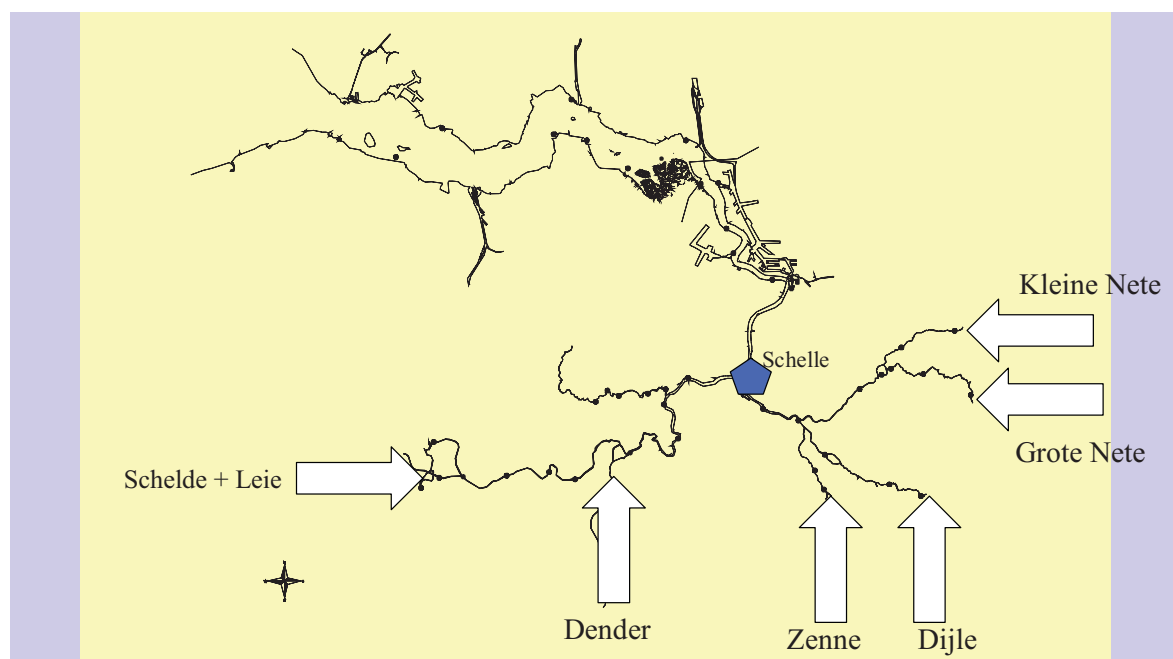 Kleine Nete
Schelle
Grote Nete
Schelde + Leie
Dender
Zenne
Dijle